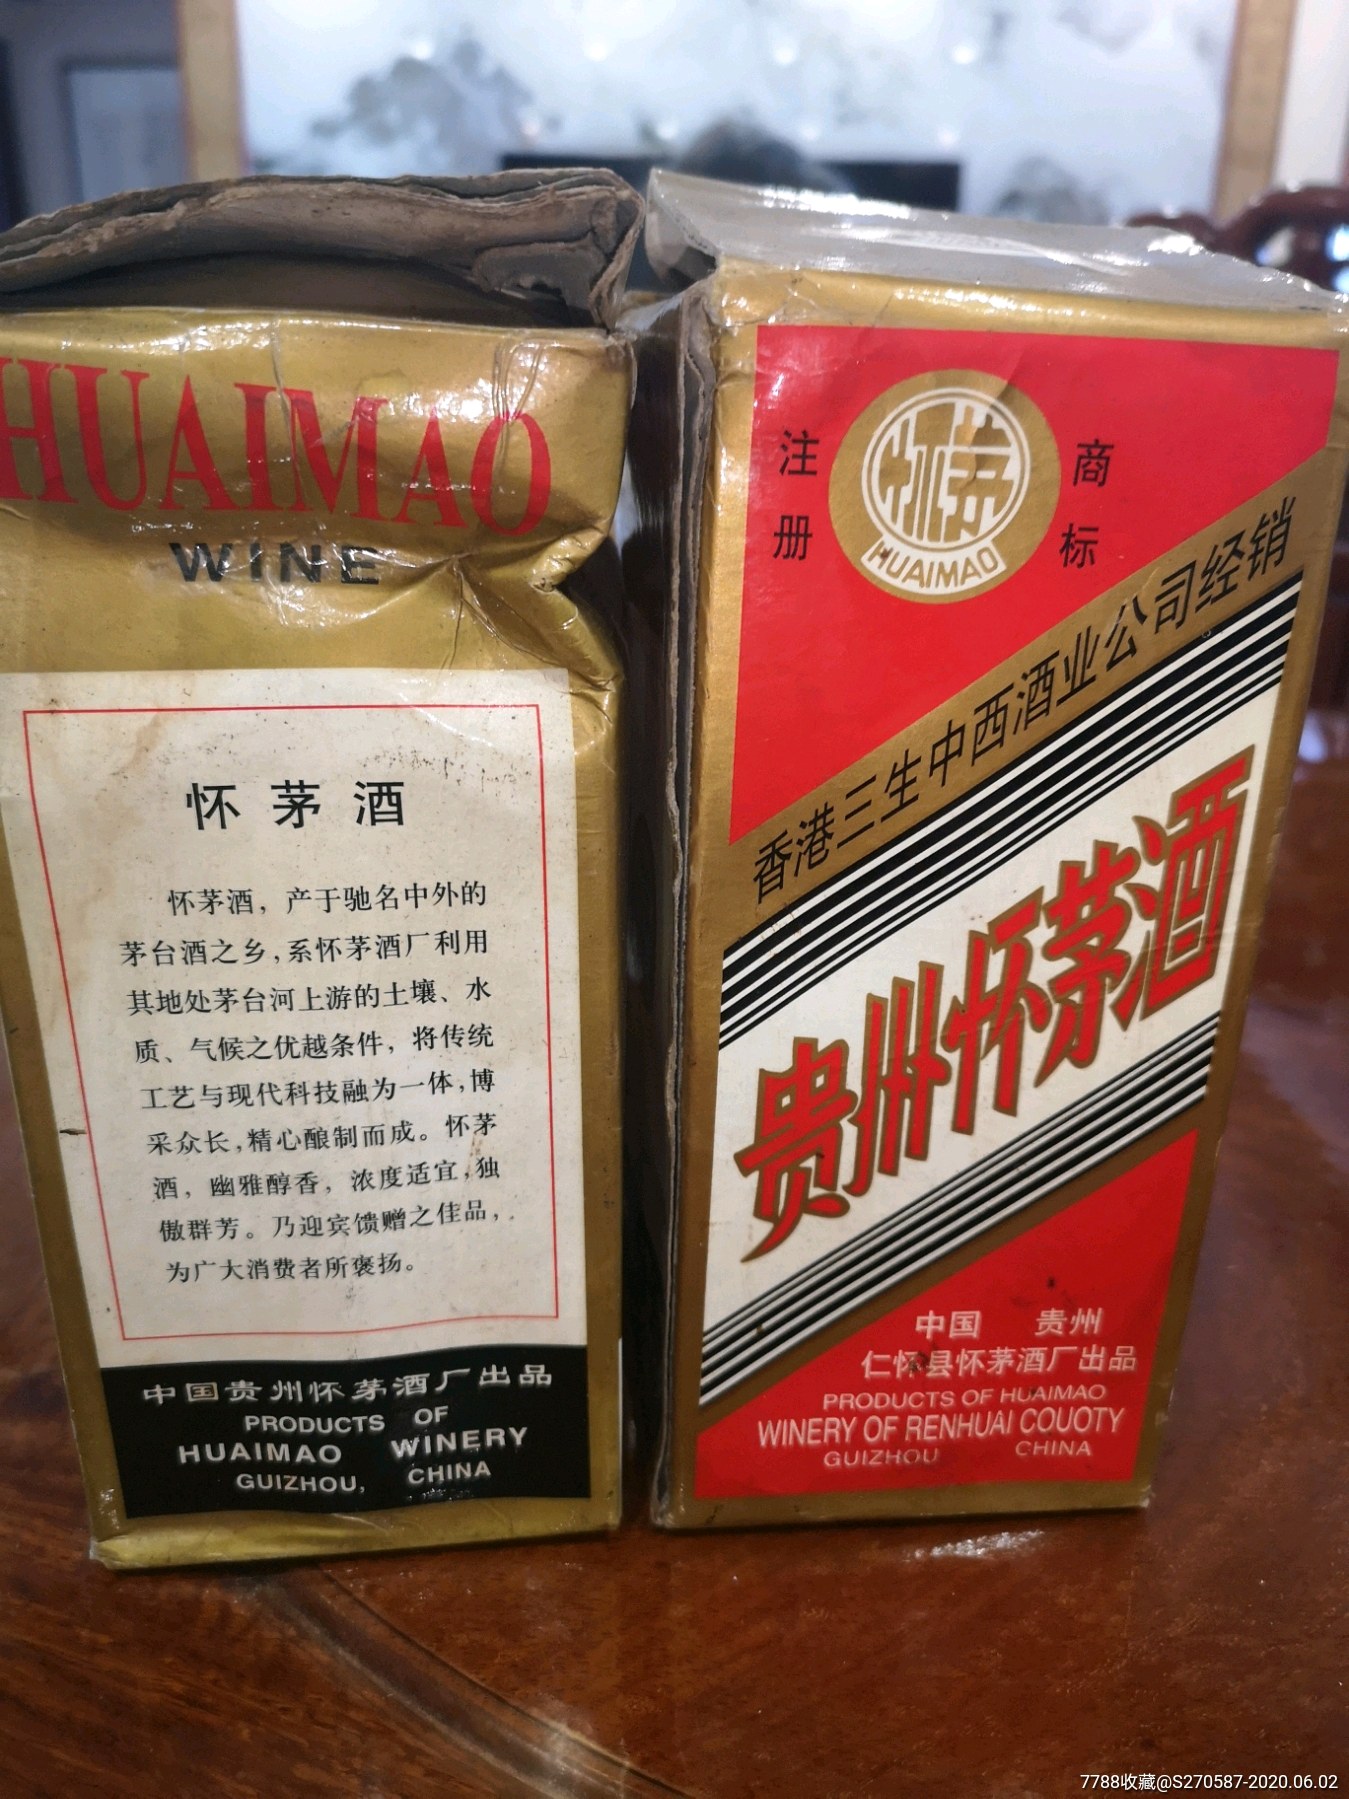 HUAIMAO
WINE
怀茅酒
怀茅酒，产于驰名中外的
茅台酒之乡，系怀茅酒厂利用
其地处茅台河上游的土壤、水
质、气候之优越条件，将传统
工艺与现代科技融为一体，博
采众长，精心酿制而成。怀茅
酒，幽雅醇香，浓度适宜，独
傲群芳。乃迎宾馈赠之佳品，
为广大消费者所褒扬。
中国贵州怀茅酒厂出品
PRODUCTS OF
HUAIMAO WINERY
GUIZHOU, CHINA
注册 商标
怀茅
HUAIMAO
香港三生中西酒业公司经销
贵州怀茅酒
中国 贵州
仁怀县怀茅酒厂出品
PRODUCTS OF HUAIMAO
WINERY OF RENHUAI COUOTY
GUIZHOU CHINA
7788收藏@S270587-2020.06.02